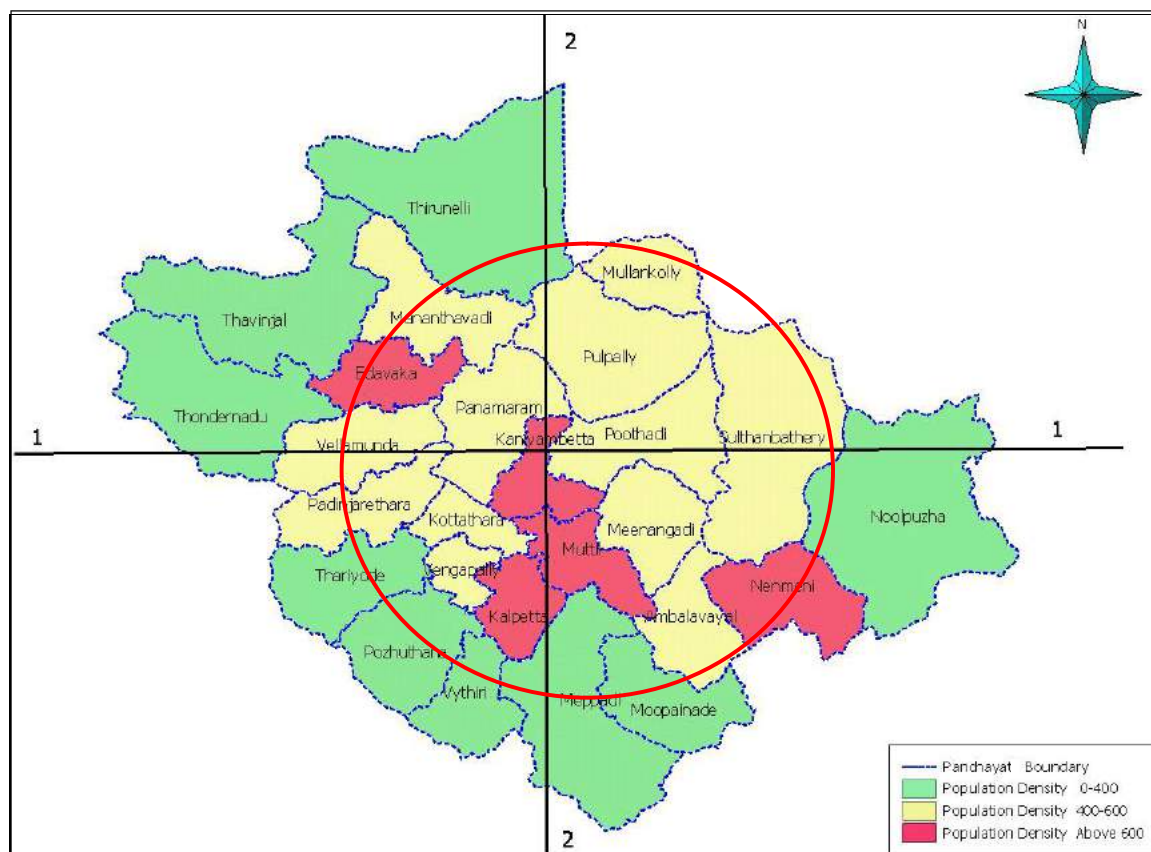 N
2
Thirunelli
Mullankolly
Thavinjal
Mananthavadi
Pulpally
Edavaka
Thondernadu
Panamaram
1
Vellamunda
Kaniyambetta
Poothadi
Sulthanbathery
1
Padinjarethara
Kottathara
Meenangadi
Noolpuzha
Muttil
Thariyode
Vengapally
Nenmeni
Kalpetta
Ambalavayal
Pozhuthana
Vythiri
Meppadi
Moopainade
2
Panchayat Boundary
Population Density 0-400
Population Density 400-600
Population Density Above 600